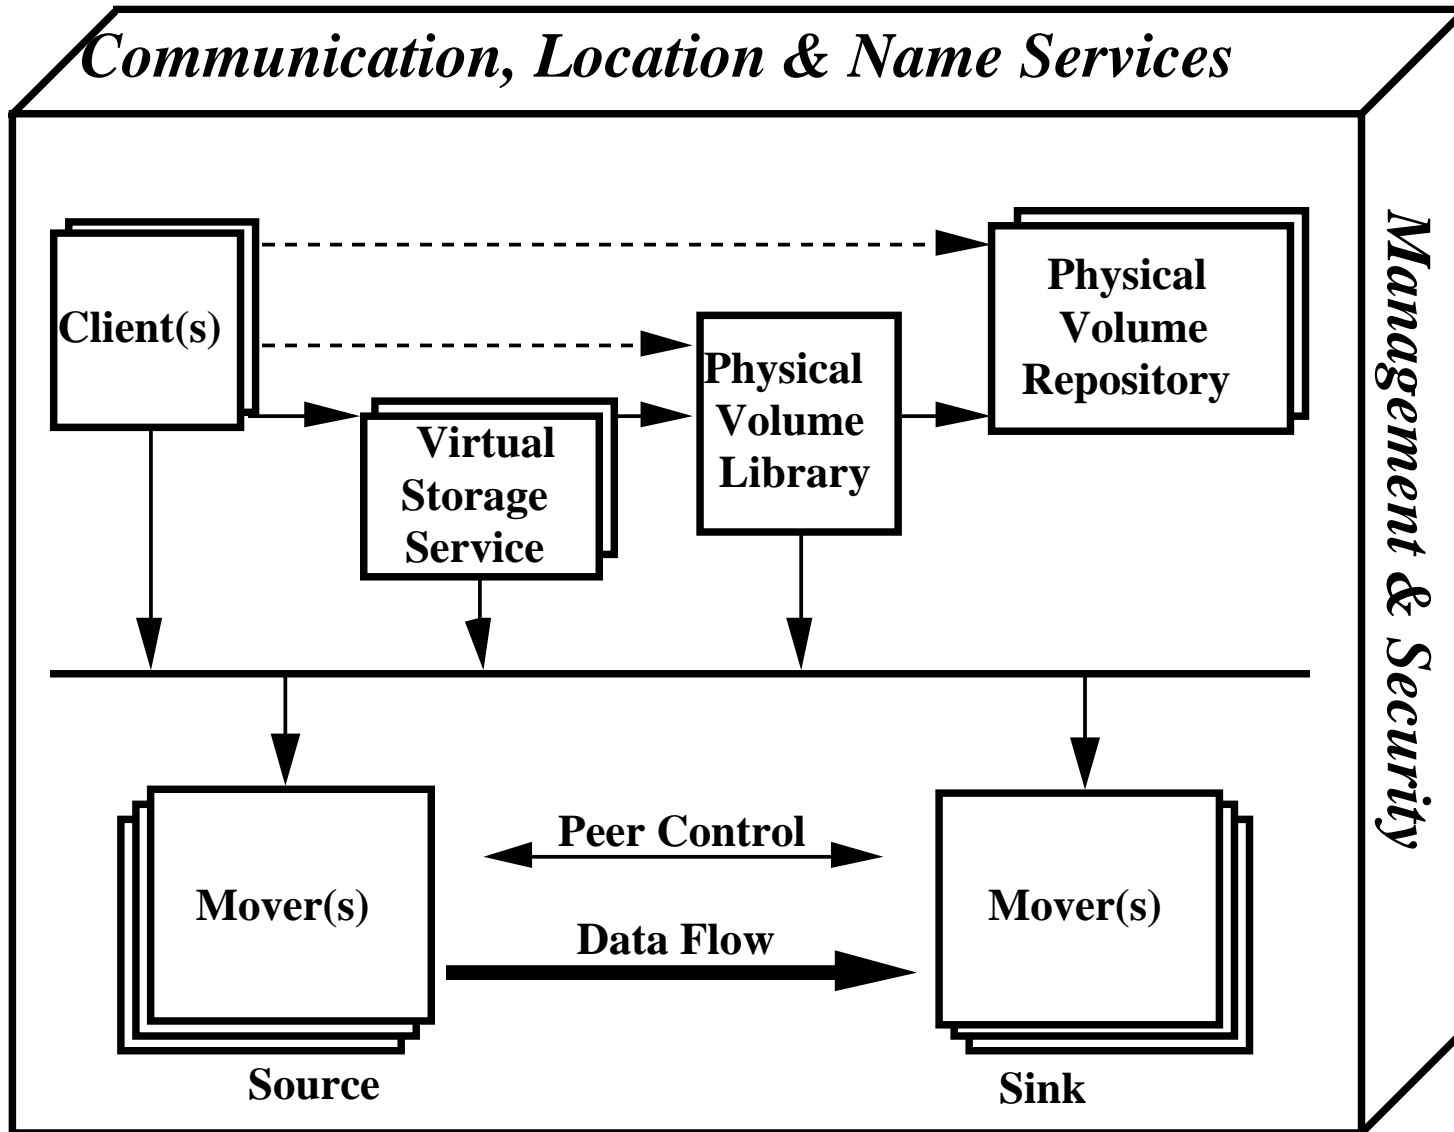 Communication, Location & Name Services
Management & Security
Client(s)
Virtual
Storage
Service
Physical
Volume
Library
Physical
Volume
Repository
Peer Control
Mover(s)
Mover(s)
Data Flow
Source
Sink